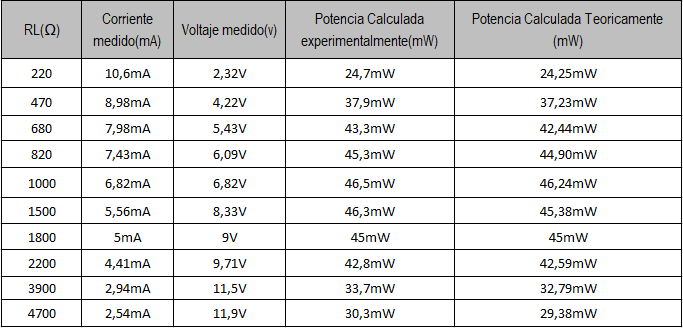 RL(Ω) Corriente medido(mA) Voltaje medido(v) Potencia Calculada experimentalmente(mW) Potencia Calculada Teoricamente (mW)
220 10,6mA 2,32V 24,7mW 24,25mW
470 8,98mA 4,22V 37,9mW 37,23mW
680 7,98mA 5,43V 43,3mW 42,44mW
820 7,43mA 6,09V 45,3mW 44,90mW
1000 6,82mA 6,82V 46,5mW 46,24mW
1500 5,56mA 8,33V 46,3mW 45,38mW
1800 5mA 9V 45mW 45mW
2200 4,41mA 9,71V 42,8mW 42,59mW
3900 2,94mA 11,5V 33,7mW 32,79mW
4700 2,54mA 11,9V 30,3mW 29,38mW